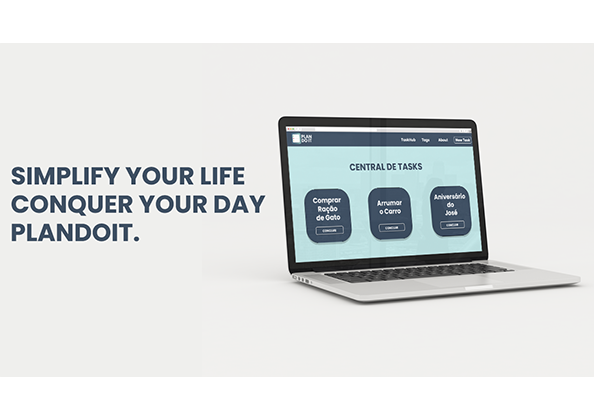 SIMPLIFY YOUR LIFE
CONQUER YOUR DAY
PLANDOIT.
PLAN
DO IT
TaskHub Tags About New Task
CENTRAL DE TASKS
Comprar
Ração
de Gato
CONCLUIR
Arrumar
o Carro
CONCLUIR
Aniversário
do
José
CONCLUIR